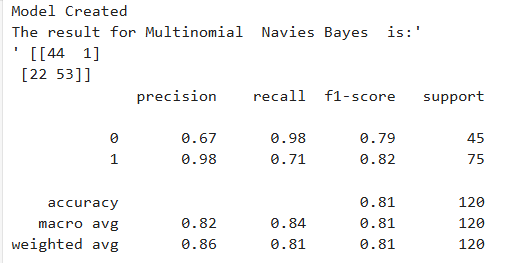 Model Created
The result for Multinomial  Navies Bayes  is:'
' [[44  1]
 [22 53]]
              precision    recall  f1-score   support

           0       0.67      0.98      0.79        45
           1       0.98      0.71      0.82        75

    accuracy                           0.81       120
   macro avg       0.82      0.84      0.81       120
weighted avg       0.86      0.81      0.81       120